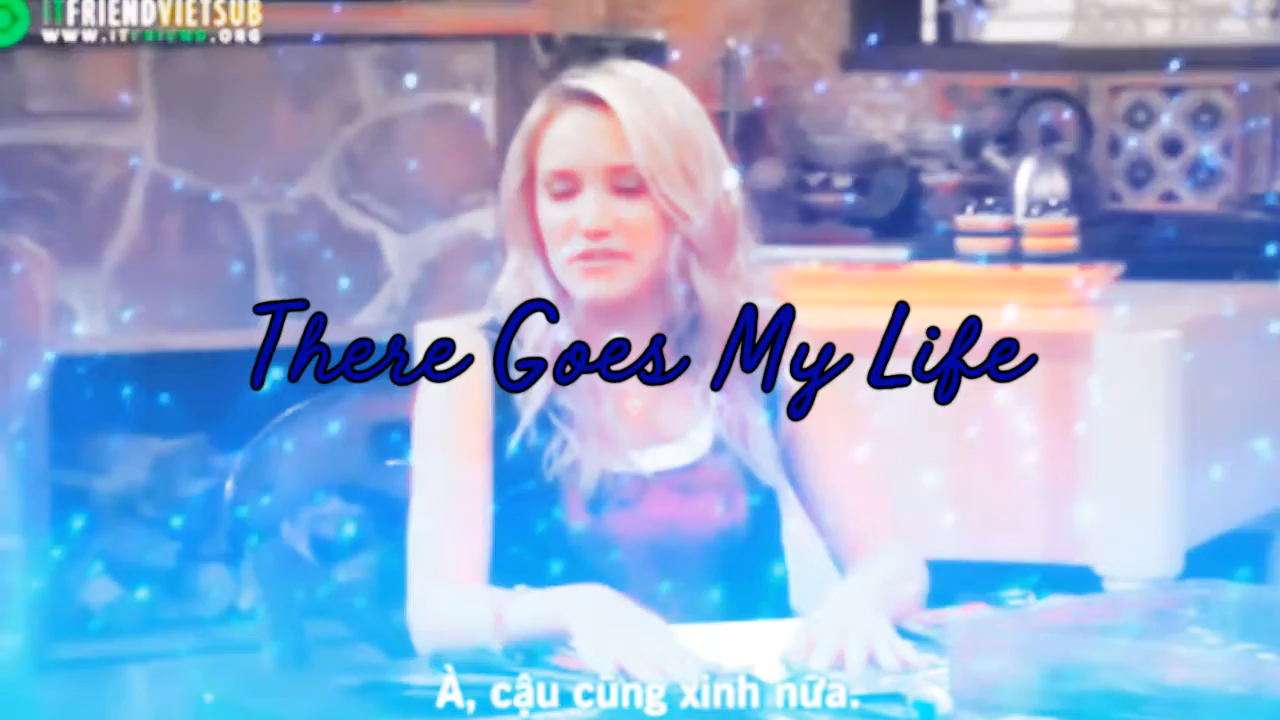 ITFRIENDVIETSUB
WWW.ITFRIEND.ORG
There Goes My Life
À, cậu cũng xinh nữa.